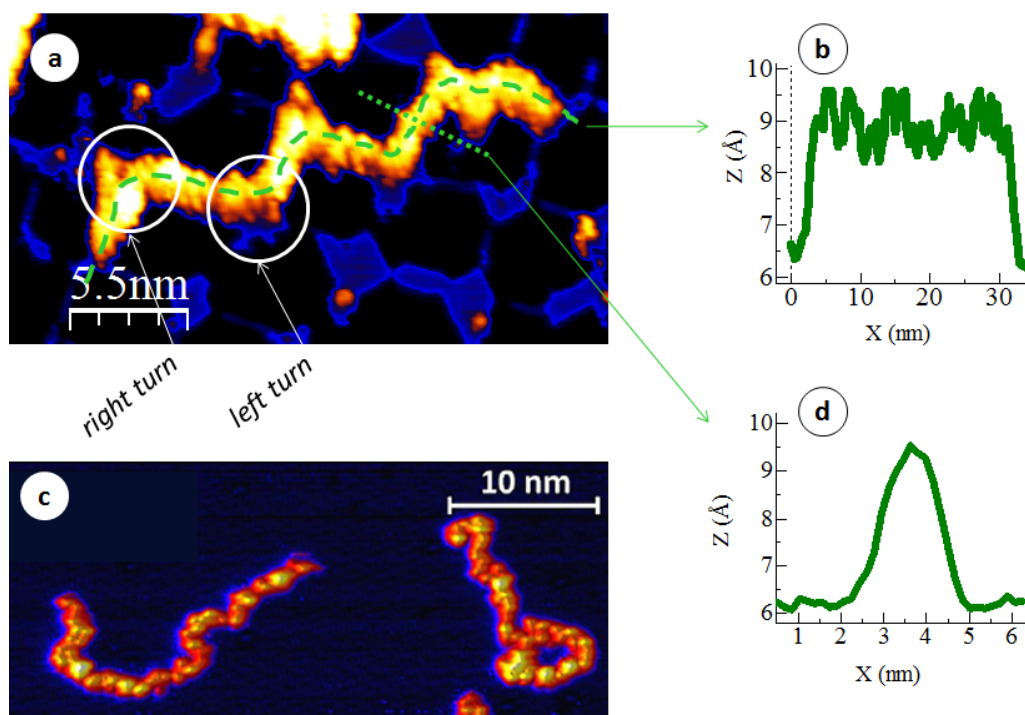 a
5.5nm
right turn
left turn
b
10
9
8
7
6
Z (Å)
0 10 20 30
X (nm)
c
10 nm
d
10
9
8
7
6
Z (Å)
1 2 3 4 5 6
X (nm)